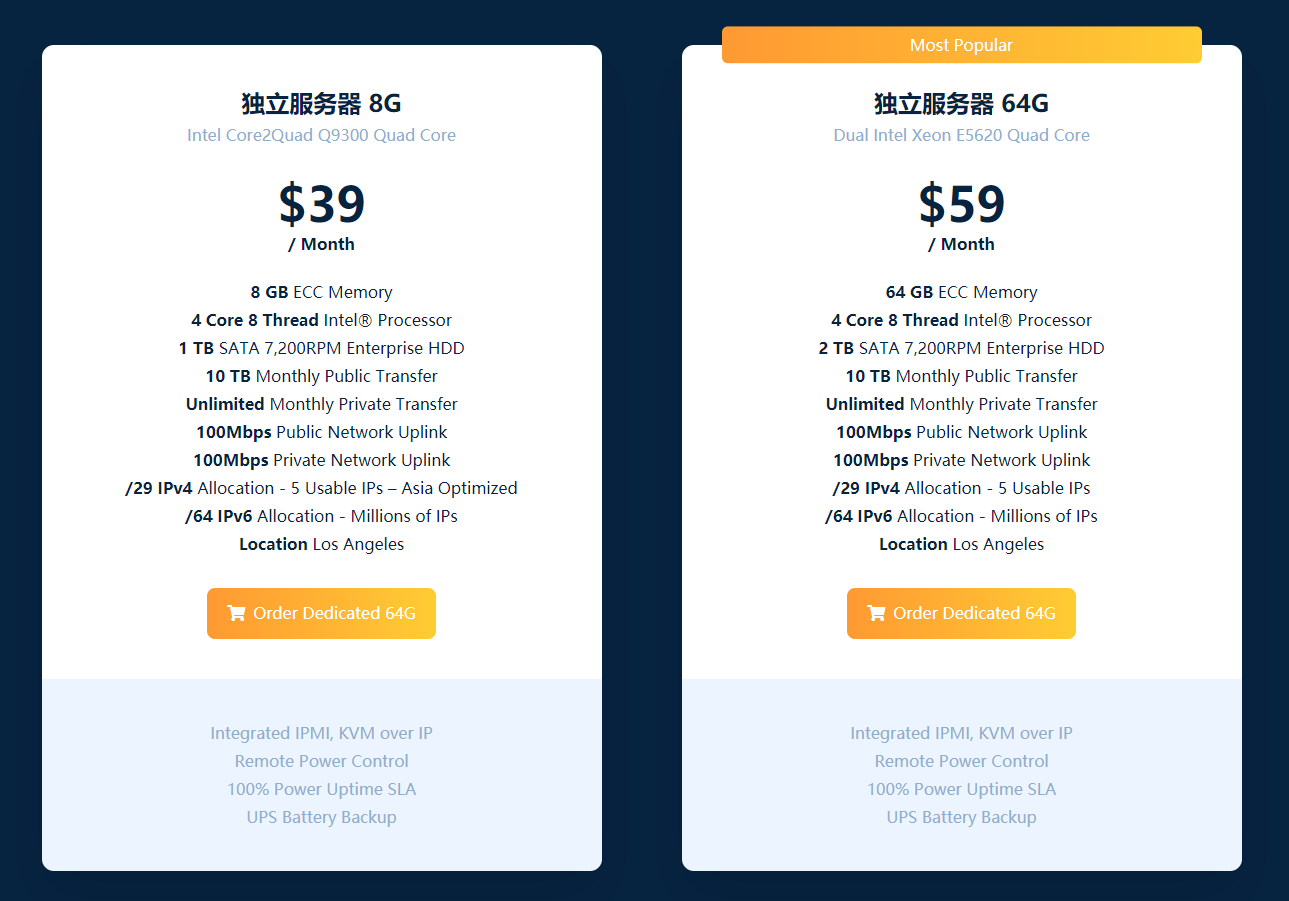 独立服务器 8G
Intel Core2Quad Q9300 Quad Core
$39
/ Month
8 GB ECC Memory
4 Core 8 Thread Intel® Processor
1 TB SATA 7,200RPM Enterprise HDD
10 TB Monthly Public Transfer
Unlimited Monthly Private Transfer
100Mbps Public Network Uplink
100Mbps Private Network Uplink
/29 IPv4 Allocation - 5 Usable IPs – Asia Optimized
/64 IPv6 Allocation - Millions of IPs
Location Los Angeles
Order Dedicated 64G
Integrated IPMI, KVM over IP
Remote Power Control
100% Power Uptime SLA
UPS Battery Backup
Most Popular
独立服务器 64G
Dual Intel Xeon E5620 Quad Core
$59
/ Month
64 GB ECC Memory
4 Core 8 Thread Intel® Processor
2 TB SATA 7,200RPM Enterprise HDD
10 TB Monthly Public Transfer
Unlimited Monthly Private Transfer
100Mbps Public Network Uplink
100Mbps Private Network Uplink
/29 IPv4 Allocation - 5 Usable IPs
/64 IPv6 Allocation - Millions of IPs
Location Los Angeles
Order Dedicated 64G
Integrated IPMI, KVM over IP
Remote Power Control
100% Power Uptime SLA
UPS Battery Backup